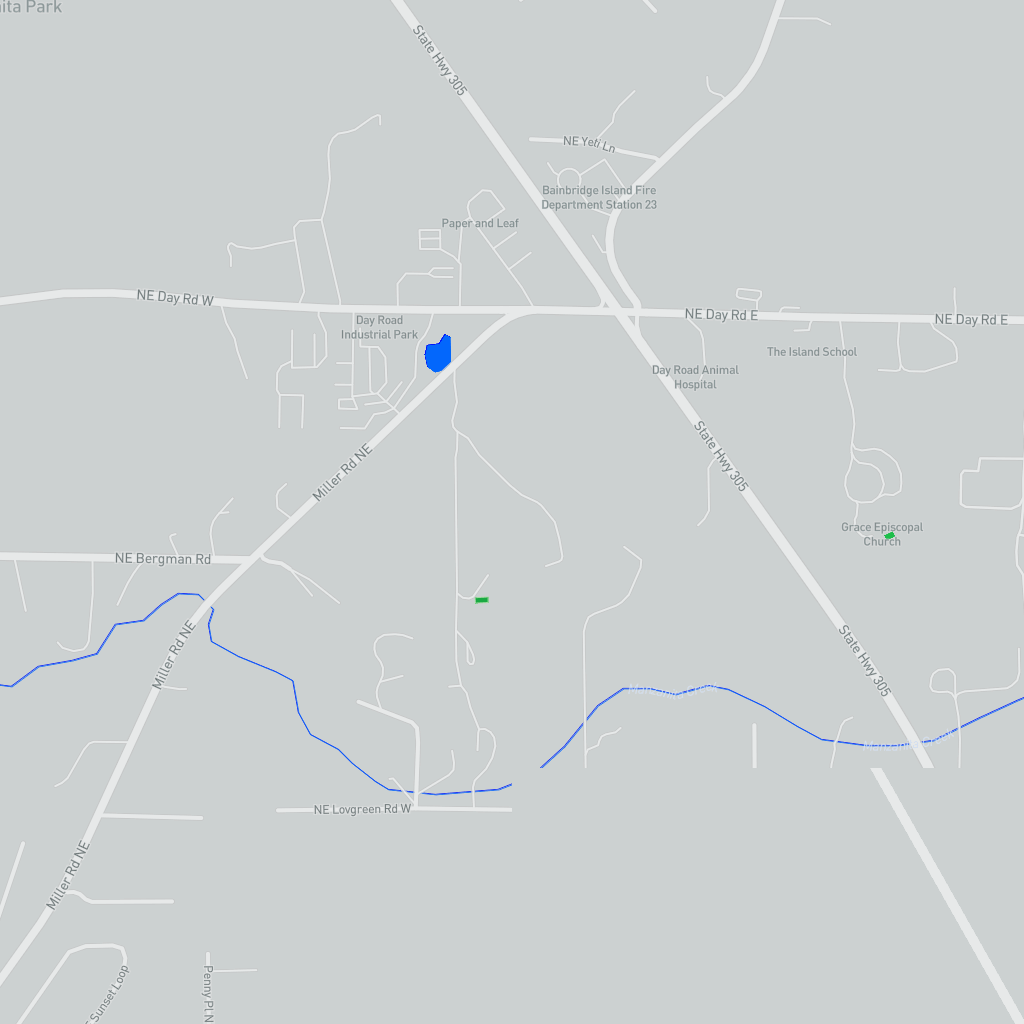 ita Park
State Hwy 305
NE Yeti Ln
Bainbridge Island Fire
Department Station 23
Paper and Leaf
NE Day Rd W
NE Day Rd E
NE Day Rd E
Day Road
Industrial Park
The Island School
Day Road Animal
Hospital
State Hwy 305
Miller Rd NE
Grace Episcopal
Church
NE Bergman Rd
Miller Rd NE
State Hwy 305
NE Lovgreen Rd W
Miller Rd NE
Sunset Loop
Penny Pl N